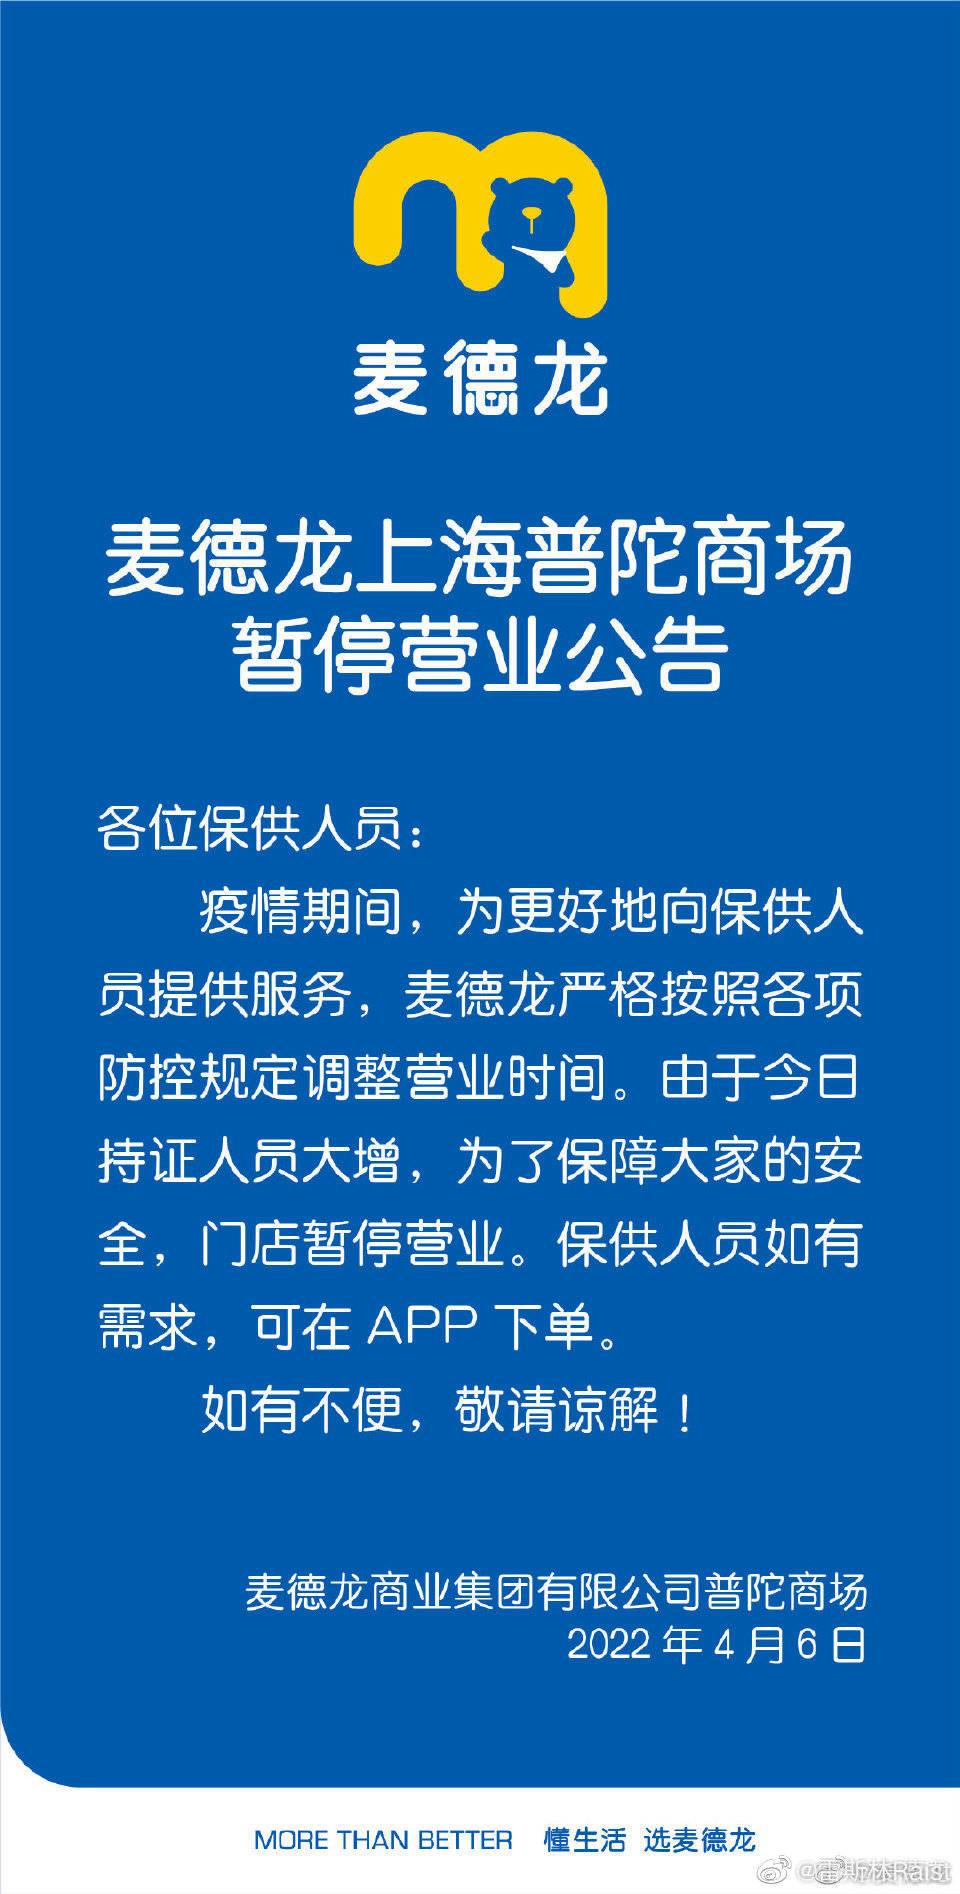 麦德龙
麦德龙上海普陀商场
暂停营业公告
各位保供人员：
疫情期间，为更好地向保供人
员提供服务，麦德龙严格按照各项
防控规定调整营业时间。由于今日
持证人员大增，为了保障大家的安
全，门店暂停营业。保供人员如有
需求，可在 APP 下单。
如有不便，敬请谅解！
麦德龙商业集团有限公司普陀商场
2022 年 4 月 6 日
MORE THAN BETTER 懂生活 选麦德龙
@雷斯林Raist